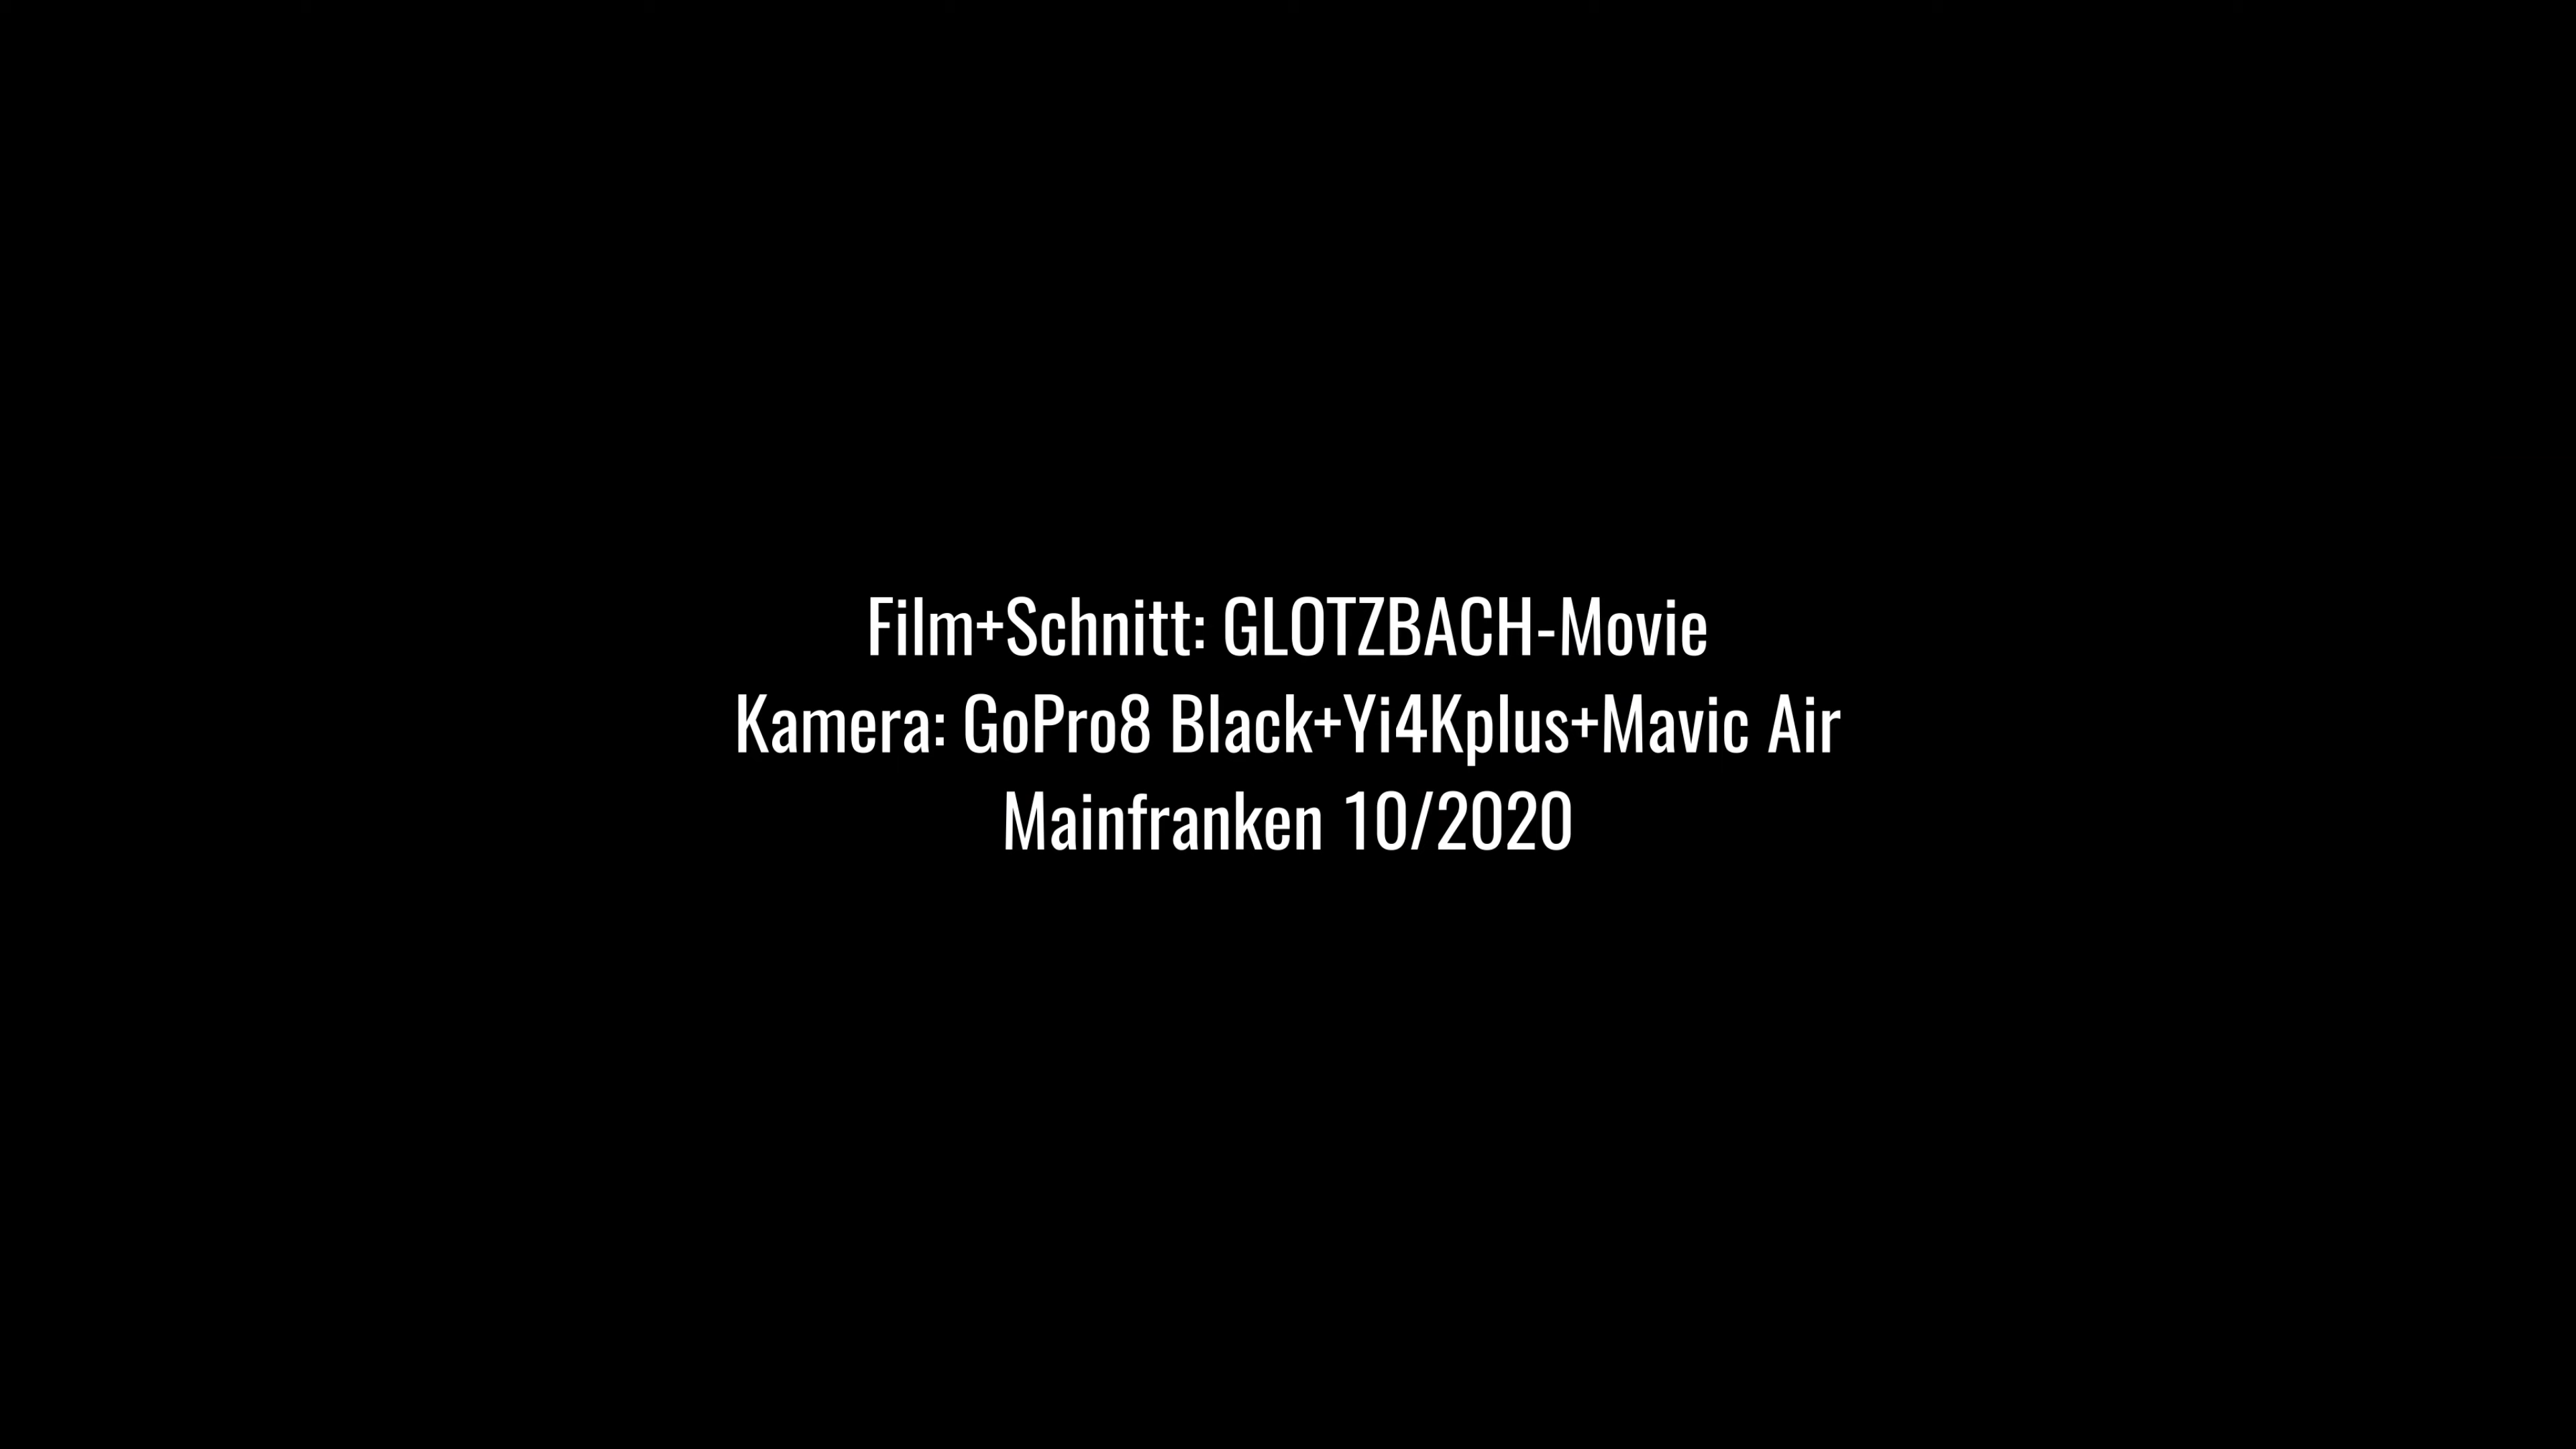 Film+Schnitt: GLOTZBACH-Movie
Kamera: GoPro8 Black+Yi4Kplus+Mavic Air
Mainfranken 10/2020